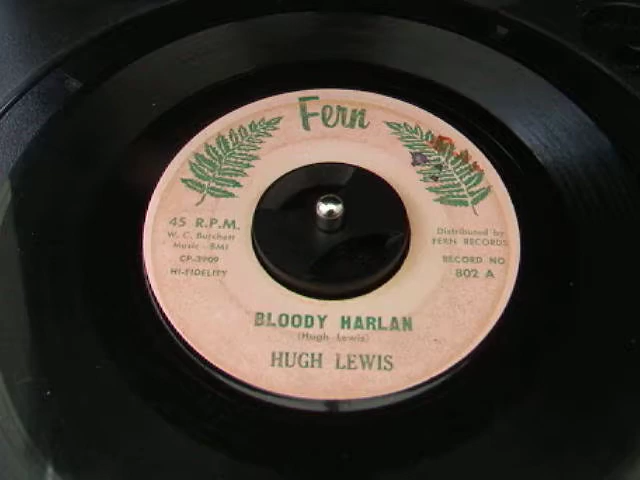 Fern
45 R.P.M.
W. C. Burchett
Music - BMI
CP-3909
HI-FIDELITY
Distributed by
FERN RECORDS
RECORD NO
802 A
BLOODY HARLAN
(Hugh Lewis)
HUGH LEWIS